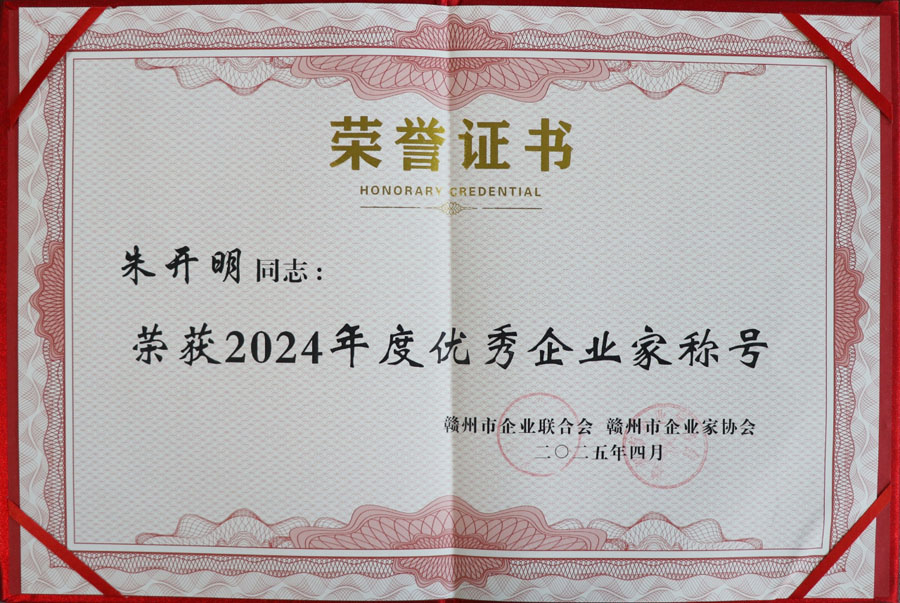 荣誉证书
HONORARY CREDENTIAL
朱开明同志：
荣获2024年度优秀企业家称号
赣州市企业联合会 赣州市企业家协会
二〇二五年四月